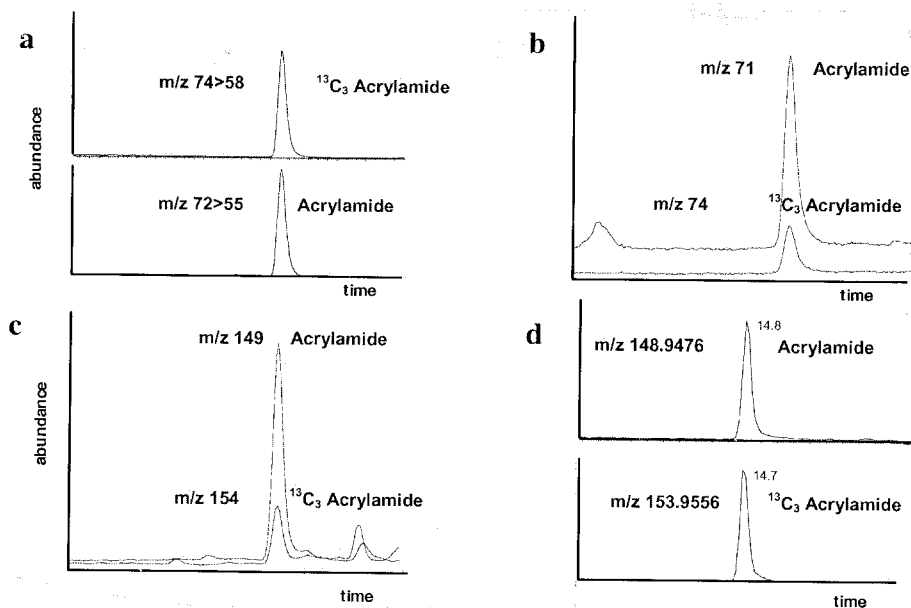 a
m/z 74>58
¹³C₃ Acrylamide
abundance
m/z 72>55
Acrylamide
time
b
m/z 71
Acrylamide
m/z 74
¹³C₃ Acrylamide
time
c
m/z 149
Acrylamide
abundance
m/z 154
¹³C₃ Acrylamide
time
d
14.8
m/z 148.9476
Acrylamide
14.7
m/z 153.9556
¹³C₃ Acrylamide
time